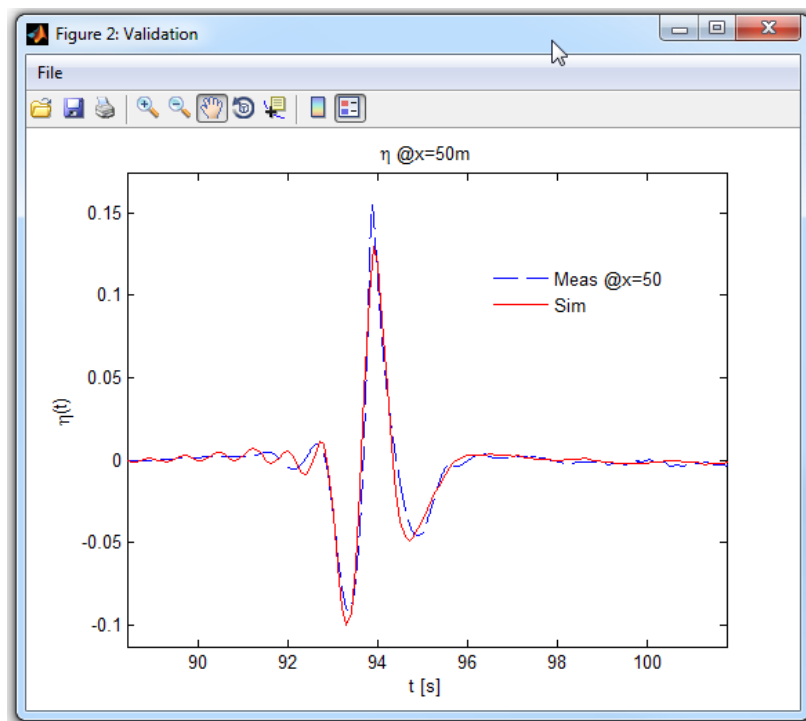 Figure 2: Validation
File
η @x=50m
0.15
0.1
0.05
0
-0.05
-0.1
η(t)
Meas @x=50
Sim
90 92 94 96 98 100
t [s]